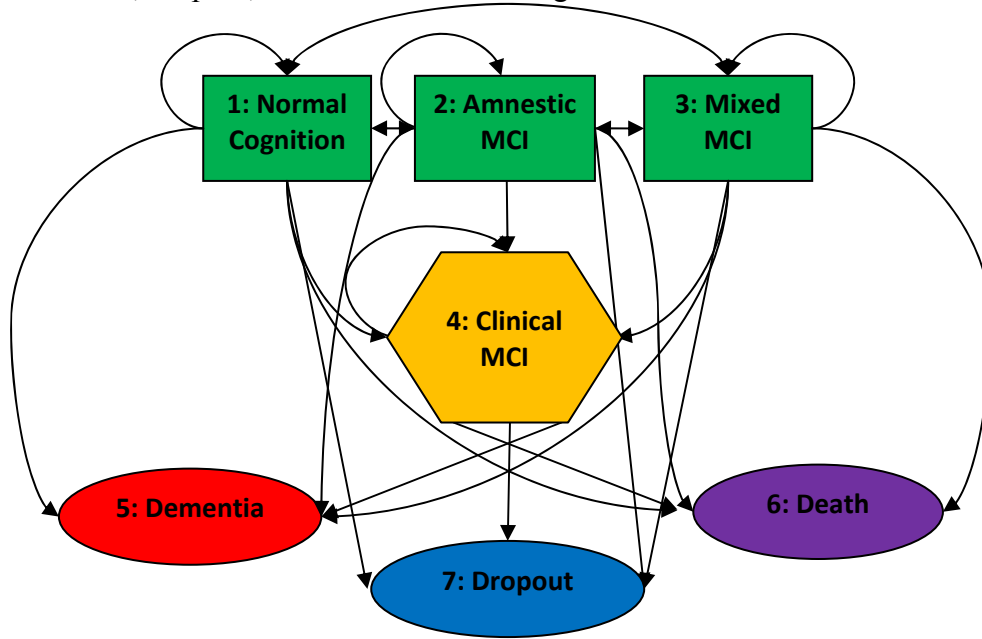 1: Normal
Cognition
2: Amnestic
MCI
3: Mixed
MCI
4: Clinical
MCI
5: Dementia
6: Death
7: Dropout